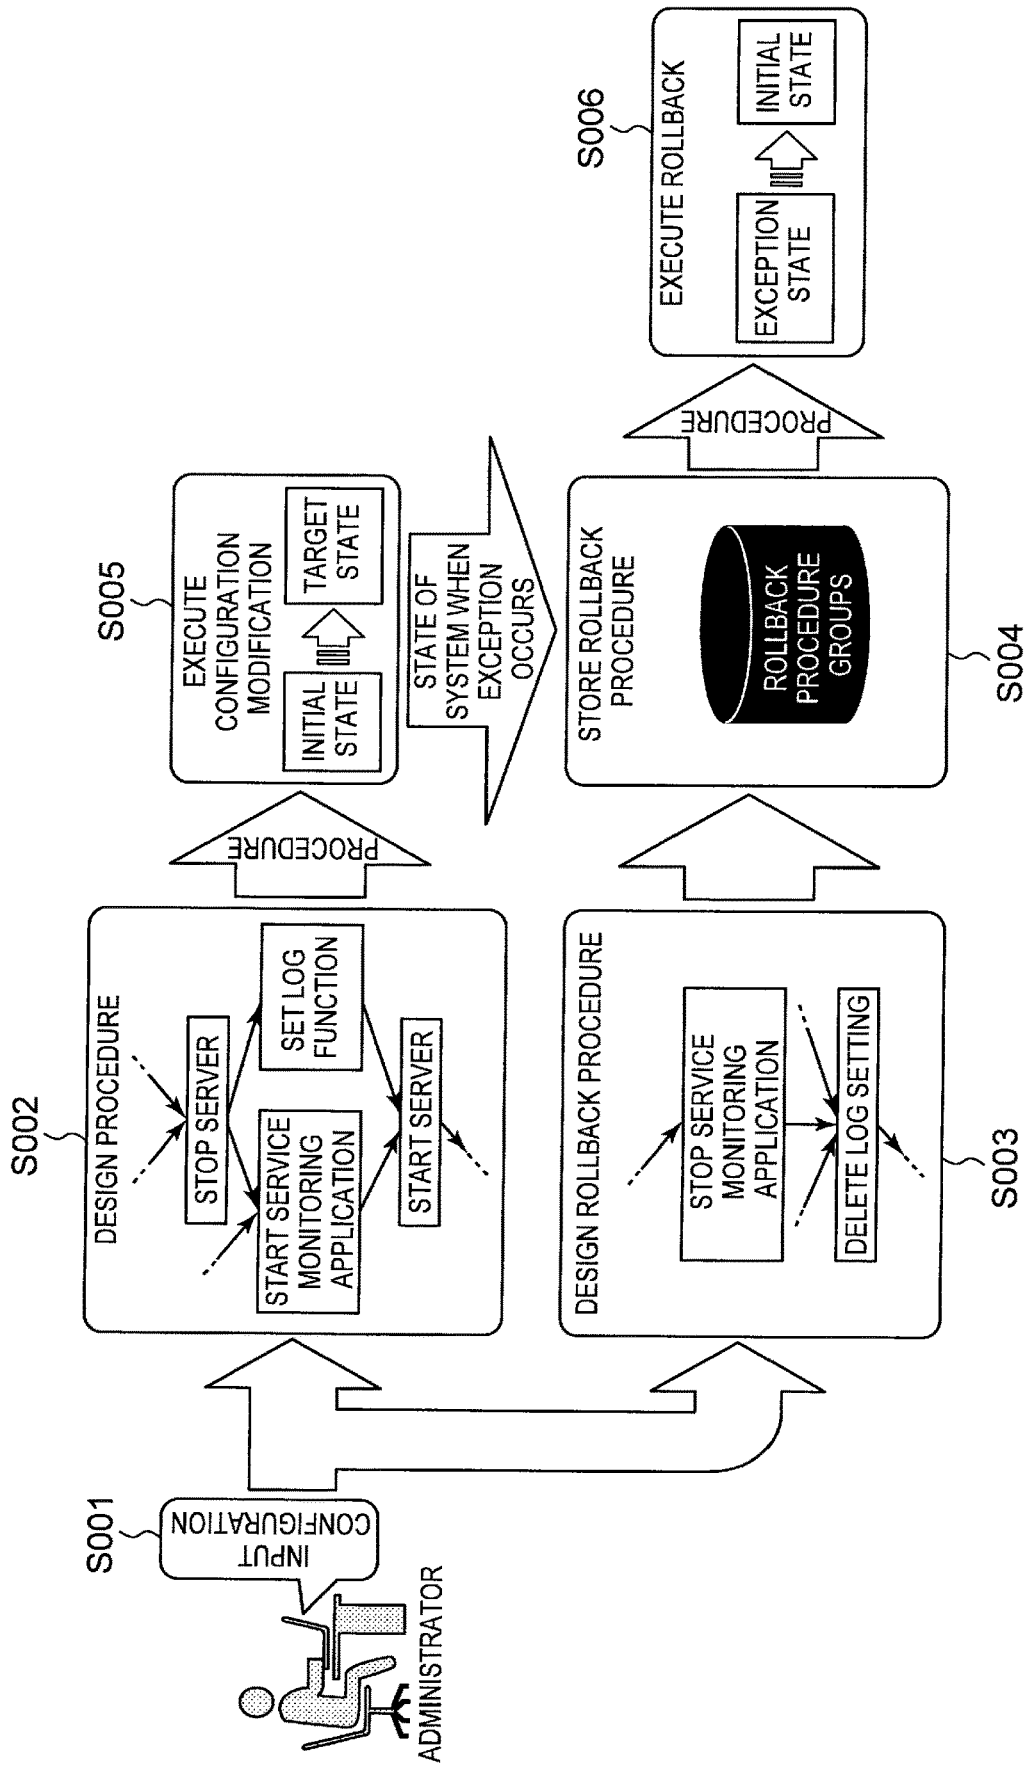 S001
INPUT
CONFIGURATION
ADMINISTRATOR
S002
DESIGN PROCEDURE
STOP SERVER
START SERVICE
MONITORING
APPLICATION
SET LOG
FUNCTION
START SERVER
PROCEDURE
S005
EXECUTE
CONFIGURATION
MODIFICATION
INITIAL
STATE
TARGET
STATE
STATE OF
SYSTEM WHEN
EXCEPTION
OCCURS
DESIGN ROLLBACK PROCEDURE
STOP SERVICE
MONITORING
APPLICATION
DELETE LOG SETTING
S003
STORE ROLLBACK
PROCEDURE
ROLLBACK
PROCEDURE
GROUPS
S004
PROCEDURE
S006
EXECUTE ROLLBACK
EXCEPTION
STATE
INITIAL
STATE